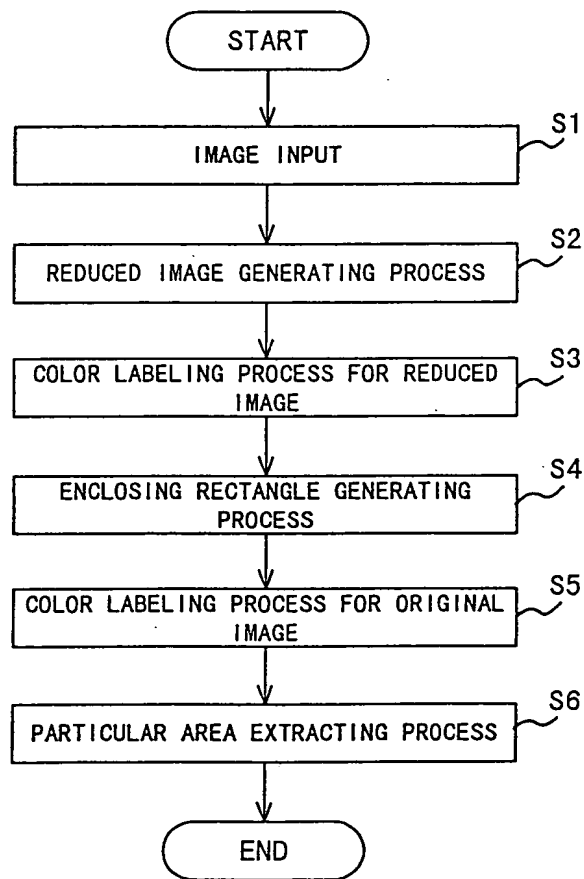 START
S1
IMAGE INPUT
S2
REDUCED IMAGE GENERATING PROCESS
S3
COLOR LABELING PROCESS FOR REDUCED
IMAGE
S4
ENCLOSING RECTANGLE GENERATING
PROCESS
S5
COLOR LABELING PROCESS FOR ORIGINAL
IMAGE
S6
PARTICULAR AREA EXTRACTING PROCESS
END